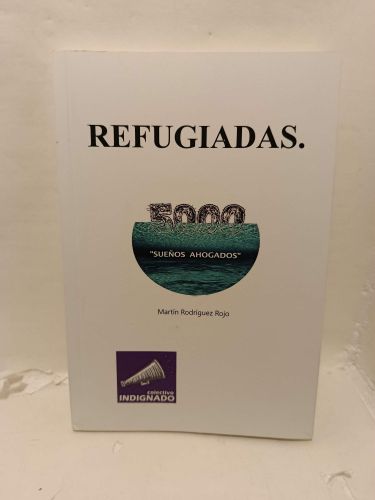 REFUGIADAS.
5000
"SUEÑOS AHOGADOS"
Martín Rodríguez Rojo
colectivo
INDIGNADO